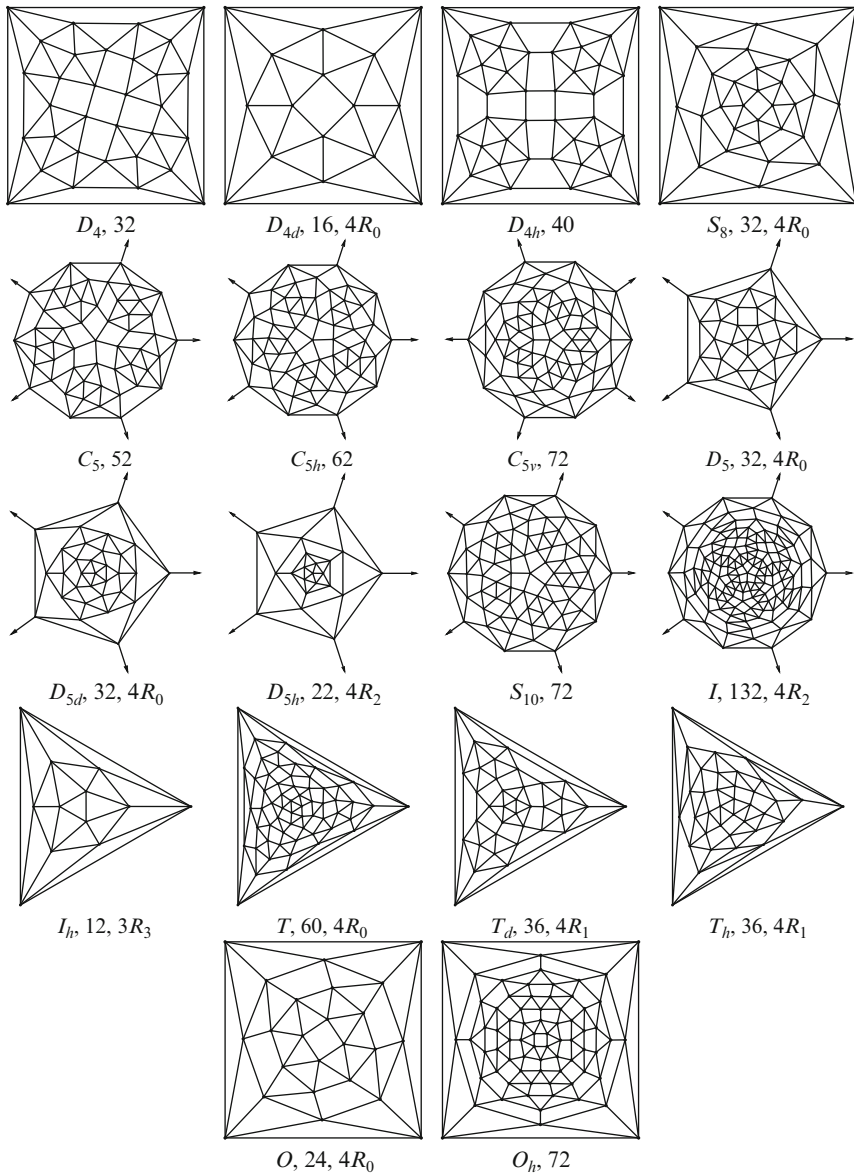 D4, 32
D4d, 16, 4R0
D4h, 40
S8, 32, 4R0
C5, 52
C5h, 62
C5v, 72
D5, 32, 4R0
D5d, 32, 4R0
D5h, 22, 4R2
S10, 72
I, 132, 4R2
Ih, 12, 3R3
T, 60, 4R0
Td, 36, 4R1
Th, 36, 4R1
O, 24, 4R0
Oh, 72